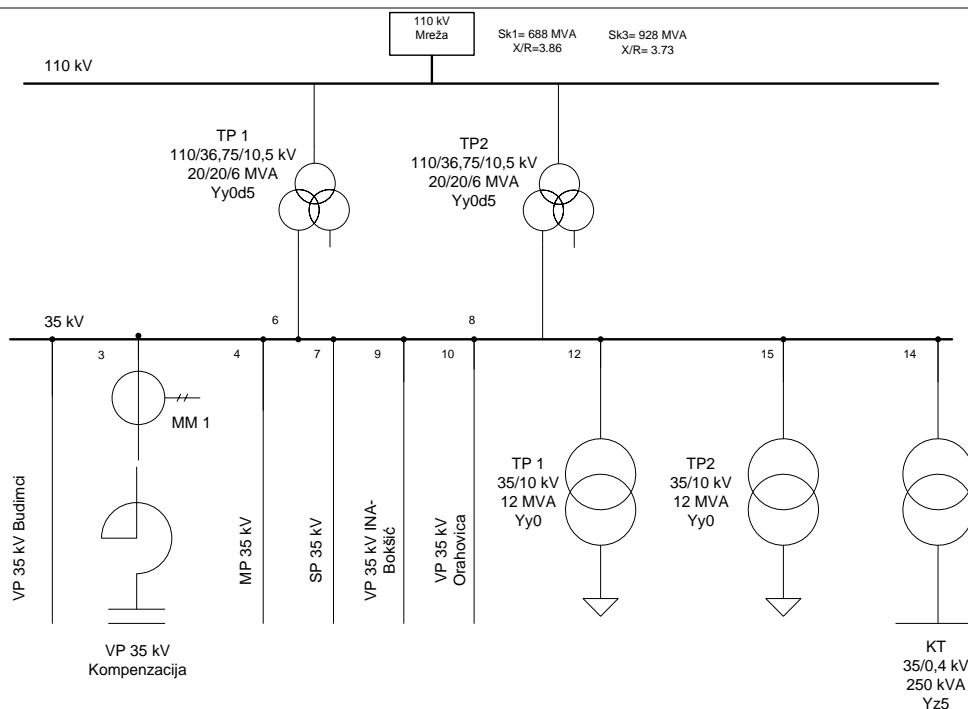 110 kV
Mreža
Sk1= 688 MVA
X/R=3.86
Sk3= 928 MVA
X/R= 3.73
110 kV
TP 1
110/36,75/10,5 kV
20/20/6 MVA
Yy0d5
TP2
110/36,75/10,5 kV
20/20/6 MVA
Yy0d5
35 kV
6
8
3
4
7
9
10
12
15
14
MM 1
VP 35 kV Budimci
MP 35 kV
SP 35 kV
VP 35 kV INA-
Bokšić
VP 35 kV
Orahovica
TP 1
35/10 kV
12 MVA
Yy0
TP2
35/10 kV
12 MVA
Yy0
VP 35 kV
Kompenzacija
KT
35/0,4 kV
250 kVA
Yz5